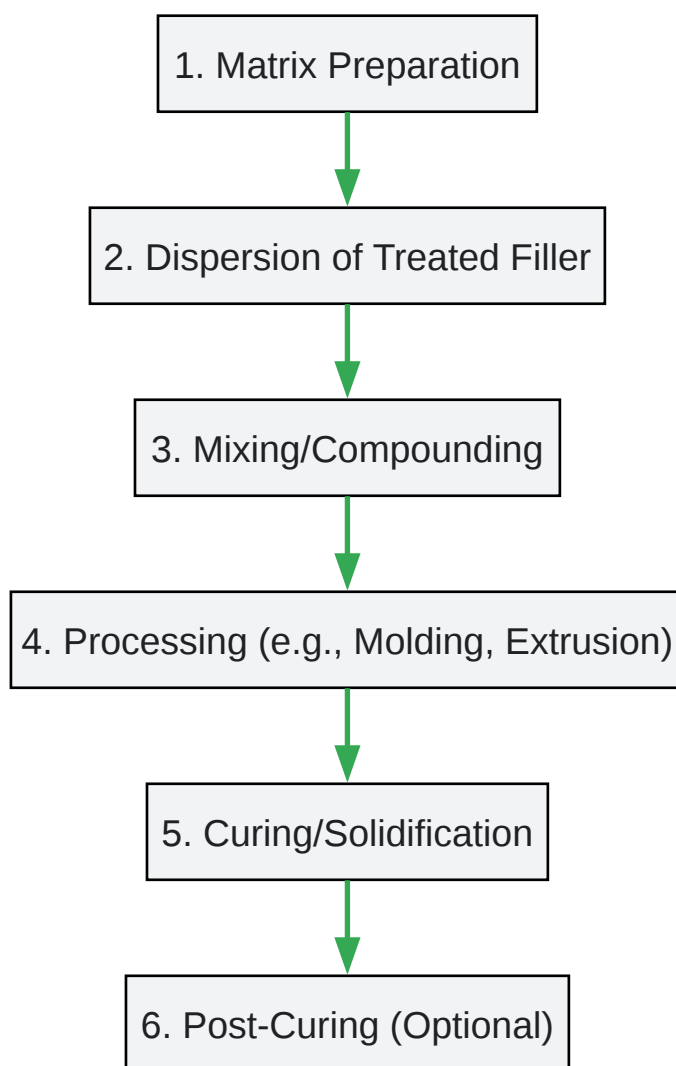 1. Matrix Preparation
2. Dispersion of Treated Filler
3. Mixing/Compounding
4. Processing (e.g., Molding, Extrusion)
5. Curing/Solidification
6. Post-Curing (Optional)